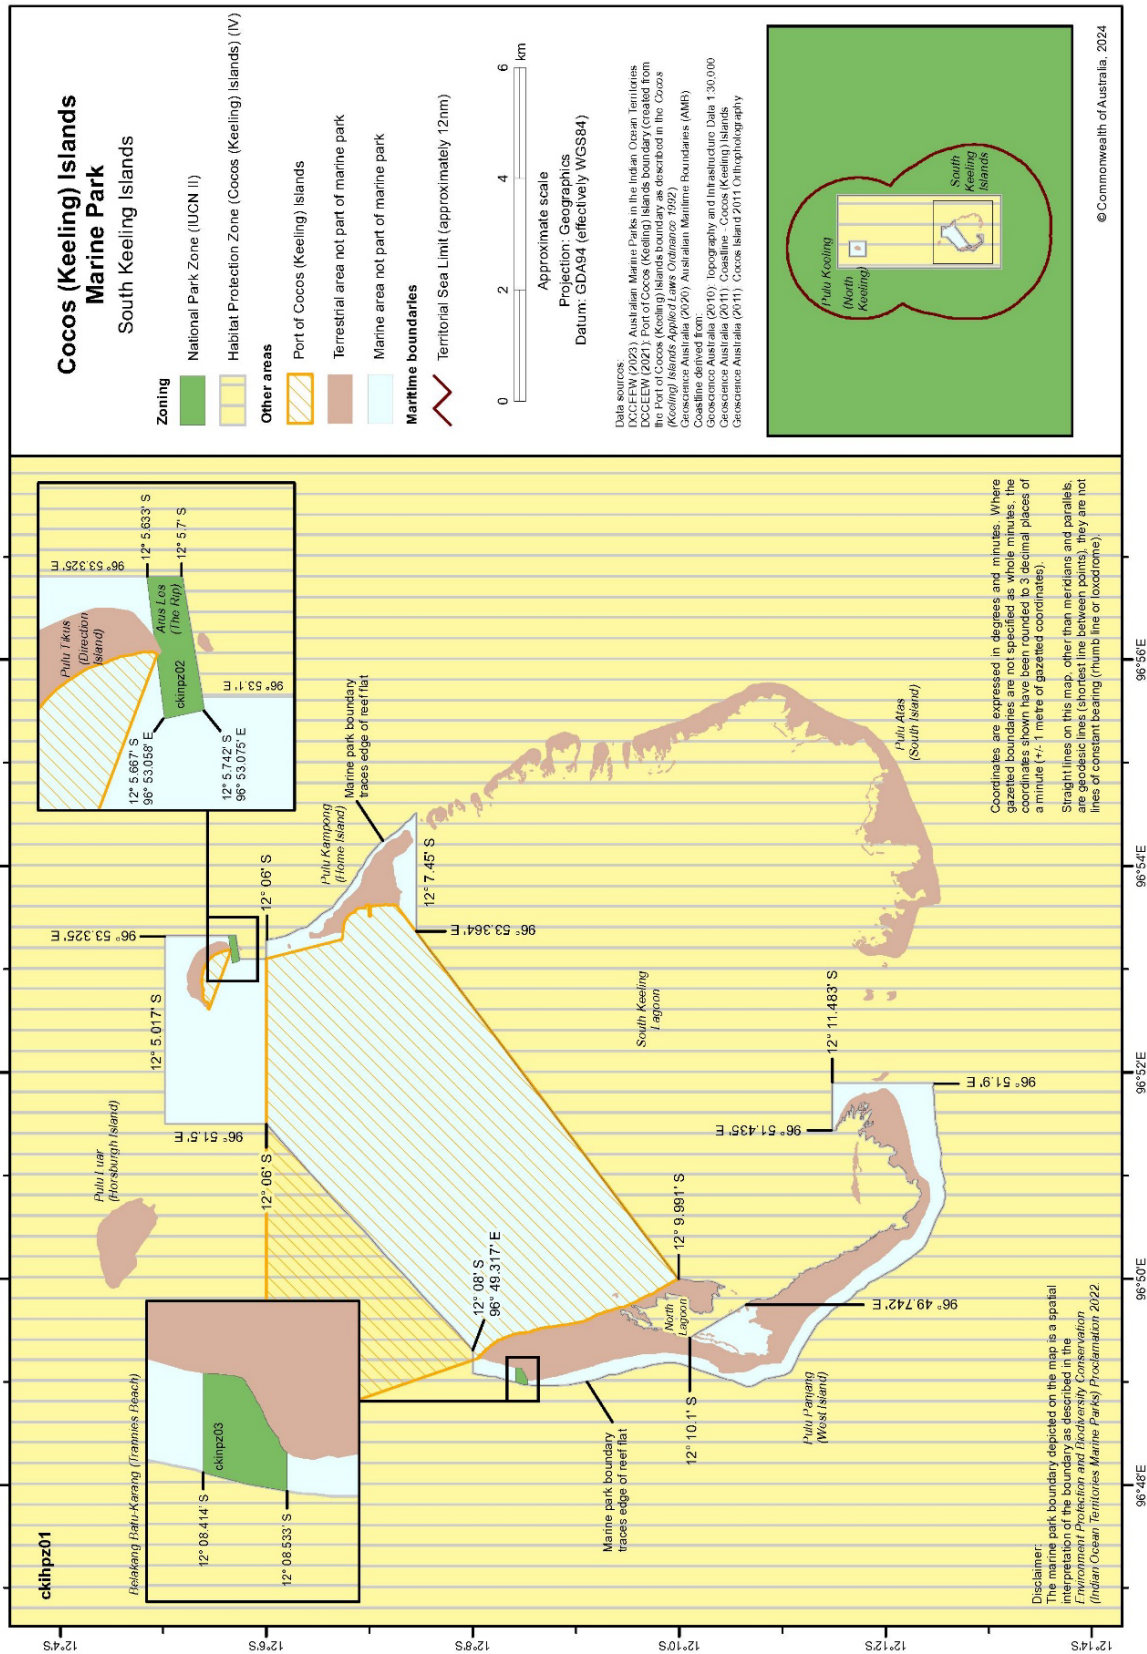 Cocos (Keeling) Islands
Marine Park
South Keeling Islands
Zoning
National Park Zone (IUCN II)
Habitat Protection Zone (Cocos (Keeling) Islands) (IV)
Other areas
Port of Cocos (Keeling) Islands
Terrestrial area not part of marine park
Marine area not part of marine park
Maritime boundaries
Territorial Sea Limit (approximately 12nm)
0 2 4 6
km
Approximate scale
Projection: Geographics
Datum: GDA94 (effectively WGS84)
Data sources:
DCCEEW (2023): Australian Marine Parks in the Indian Ocean Territories
DCCEEW (2021): Port of Cocos (Keeling) Islands boundary (created from
the Port of Cocos (Keeling) Islands boundary as described in the Cocos
(Keeling) Islands Applied Laws Ordinance 1992)
Geoscience Australia (2020): Australian Maritime Boundaries (AMB)
Coastline derived from:
Geoscience Australia (2010): Topography and Infrastructure Data 1:30,000
Geoscience Australia (2011): Coastline - Cocos (Keeling) Islands
Geoscience Australia (2011): Cocos Island 2011 Orthophotography
Pulu Keeling
(North
Keeling)
South
Keeling
Islands
© Commonwealth of Australia, 2024
ckihpz01
Belakang Batu-Karang (Trannies Beach)
12° 08.414' S
ckinpz03
12° 08.533' S
Pulu Luar
(Horsburgh Island)
12° 5.017' S
96° 53.325' E
96° 51.5' E
12° 06' S
12° 06' S
Pulu Tikus
(Direction
Island)
96° 53.325' E
12° 5.633' S
12° 5.7' S
Arus Les
(The Rip)
ckinpz02
12° 5.667' S
96° 53.058' E
12° 5.742' S
96° 53.075' E
96° 53.1' E
Pulu Kampong
(Home Island)
Marine park boundary
traces edge of reef flat
12° 7.45' S
96° 53.364' E
12° 08' S
96° 49.317' E
South Keeling
Lagoon
12° 9.991' S
North
Lagoon
12° 10.1' S
96° 49.742' E
Marine park boundary
traces edge of reef flat
Pulu Panjang
(West Island)
96° 51.435' E
12° 11.483' S
96° 51.9' E
Pulu Atas
(South Island)
Coordinates are expressed in degrees and minutes. Where
gazetted boundaries are not specified as whole minutes, the
coordinates shown have been rounded to 3 decimal places of
a minute (+/- 1 metre of gazetted coordinates).
Straight lines on this map, other than meridians and parallels,
are geodesic lines (shortest line between points), they are not
lines of constant bearing (rhumb line or loxodrome).
Disclaimer:
The marine park boundary depicted on the map is a spatial
interpretation of the boundary as described in the
Environment Protection and Biodiversity Conservation
(Indian Ocean Territories Marine Parks) Proclamation 2022.
12°4'S
12°6'S
12°8'S
12°10'S
12°12'S
12°14'S
96°48'E
96°50'E
96°52'E
96°54'E
96°56'E